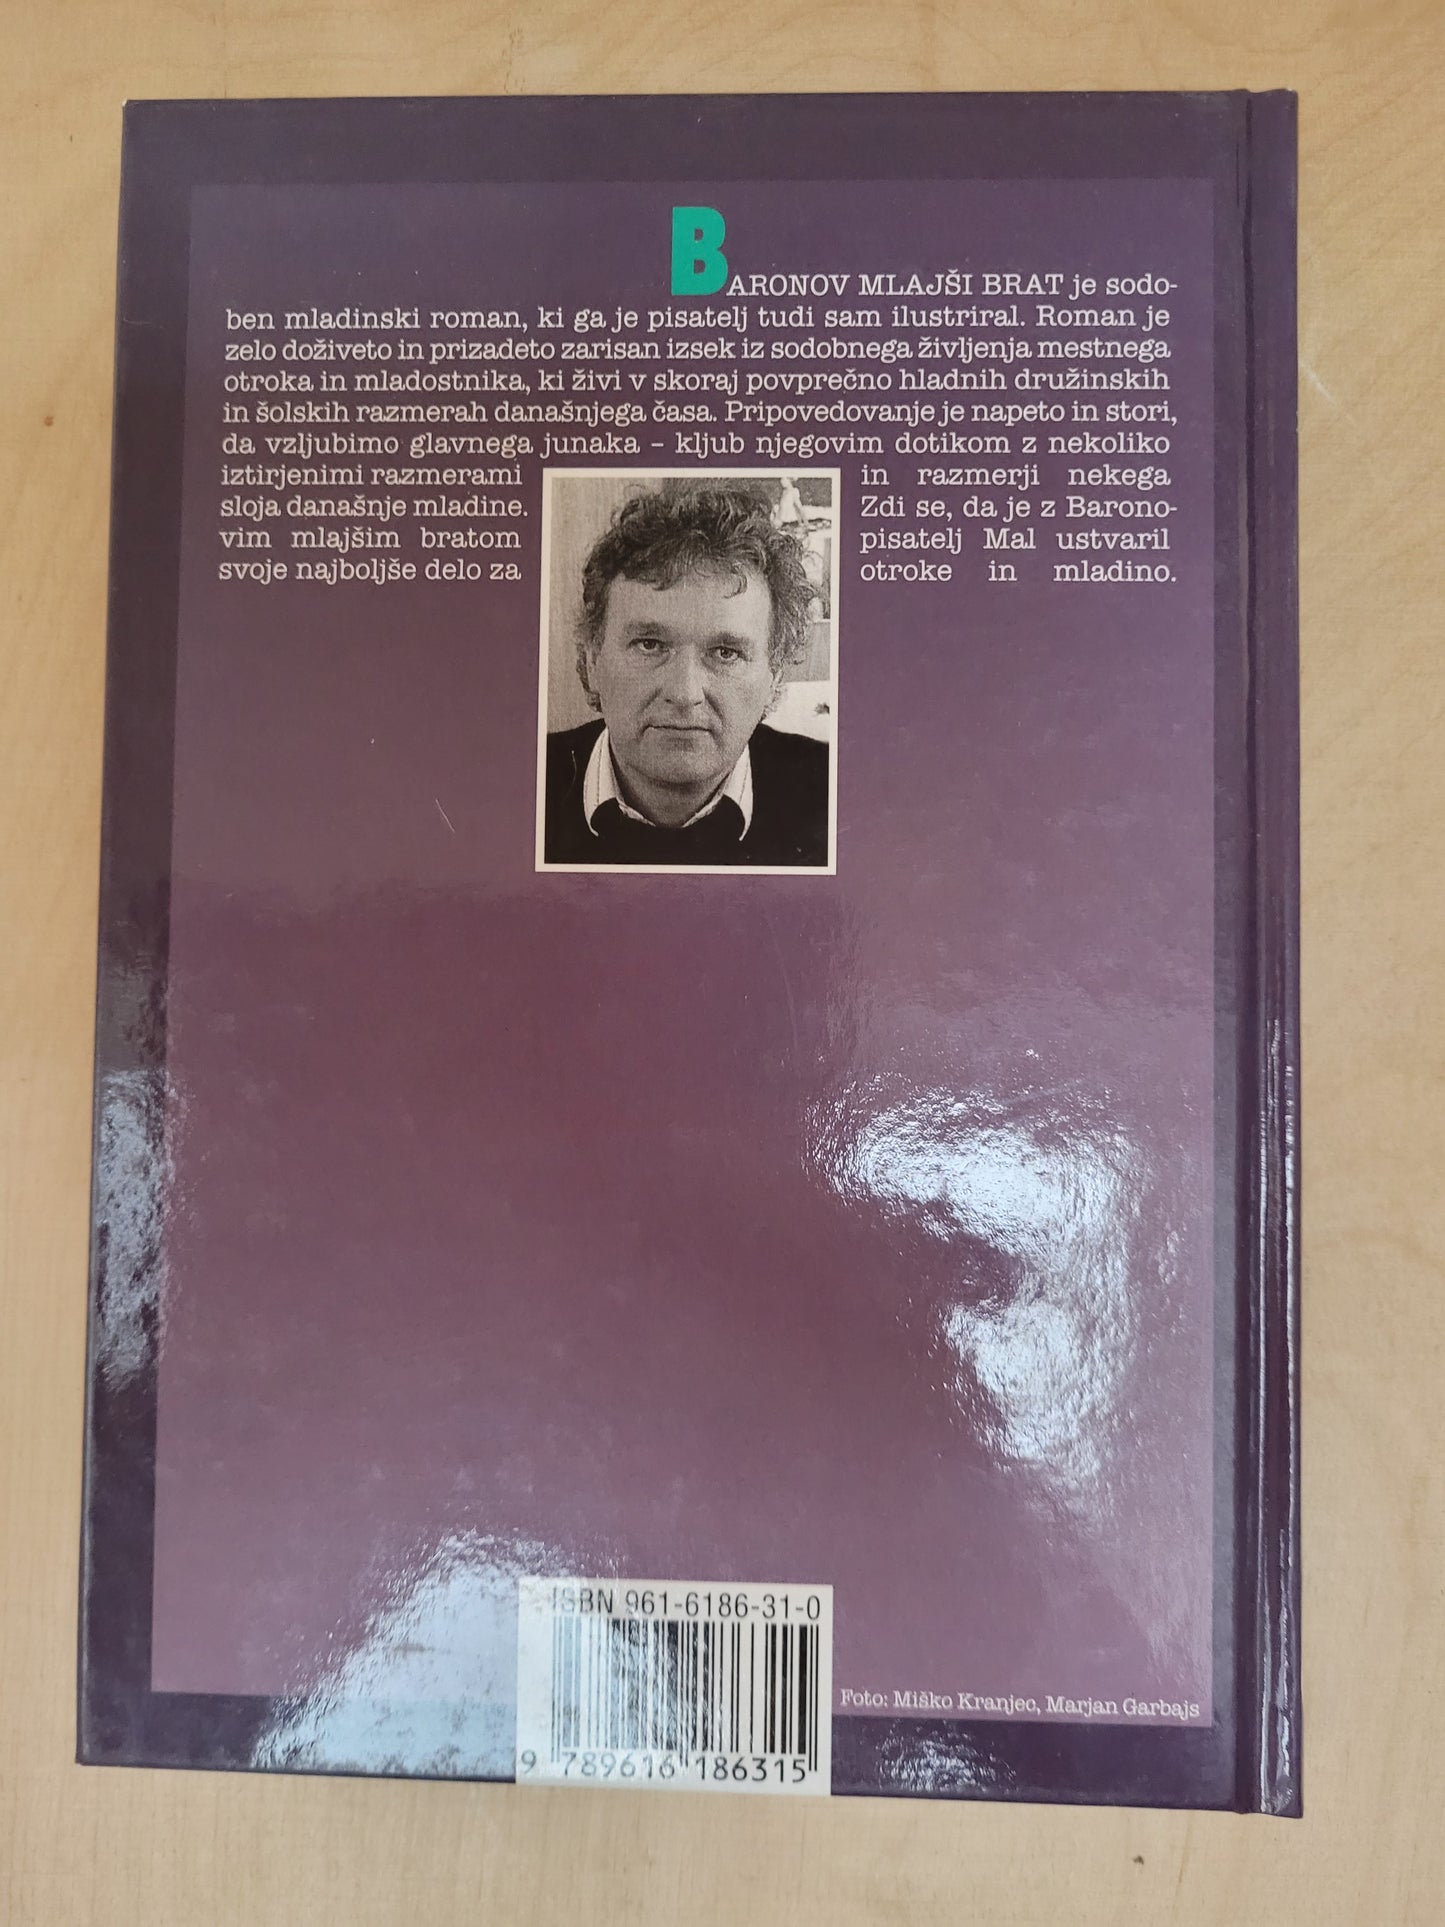 BARONOV MLAJŠI BRAT je sodo-
ben mladinski roman, ki ga je pisatelj tudi sam ilustriral. Roman je
zelo doživeto in prizadeto zarisan izsek iz sodobnega življenja mestnega
otroka in mladostnika, ki živi v skoraj povprečno hladnih družinskih
in šolskih razmerah današnjega časa. Pripovedovanje je napeto in stori,
da vzljubimo glavnega junaka – kljub njegovim dotikom z nekoliko
iztirjenimi razmerami in razmerji nekega
sloja današnje mladine. Zdi se, da je z Barono-
vim mlajšim bratom pisatelj Mal ustvaril
svoje najboljše delo za otroke in mladino.
ISBN 961-6186-31-0
Foto: Miško Kranjec, Marjan Garbajs
9 789616 186315